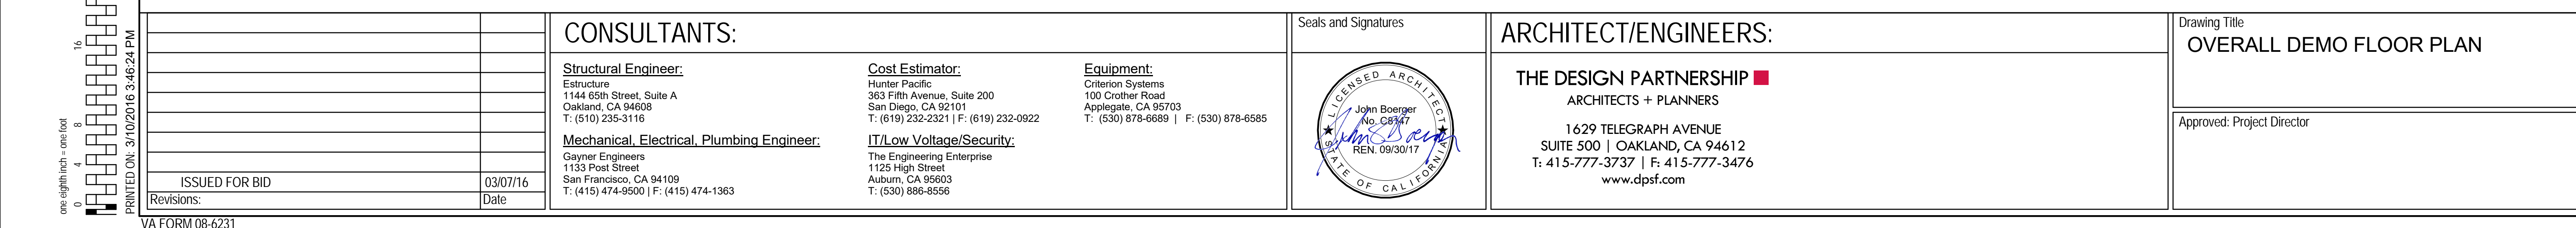 one eighth inch = one foot
0 4 8 16
PRINTED ON: 3/10/2016 3:46:24 PM
ISSUED FOR BID 03/07/16
Revisions: Date
VA FORM 08-6231
CONSULTANTS:
Structural Engineer:
Estructure
1144 65th Street, Suite A
Oakland, CA 94608
T: (510) 235-3116
Mechanical, Electrical, Plumbing Engineer:
Gayner Engineers
1133 Post Street
San Francisco, CA 94109
T: (415) 474-9500 | F: (415) 474-1363
Cost Estimator:
Hunter Pacific
363 Fifth Avenue, Suite 200
San Diego, CA 92101
T: (619) 232-2321 | F: (619) 232-0922
IT/Low Voltage/Security:
The Engineering Enterprise
1125 High Street
Auburn, CA 95603
T: (530) 886-8556
Equipment:
Criterion Systems
100 Crother Road
Applegate, CA 95703
T: (530) 878-6689 | F: (530) 878-6585
Seals and Signatures
LICENSED ARCHITECT
John Boerger
No. C8147
REN. 09/30/17
STATE OF CALIFORNIA
ARCHITECT/ENGINEERS:
THE DESIGN PARTNERSHIP
ARCHITECTS + PLANNERS
1629 TELEGRAPH AVENUE
SUITE 500 | OAKLAND, CA 94612
T: 415-777-3737 | F: 415-777-3476
www.dpsf.com
Drawing Title
OVERALL DEMO FLOOR PLAN
Approved: Project Director